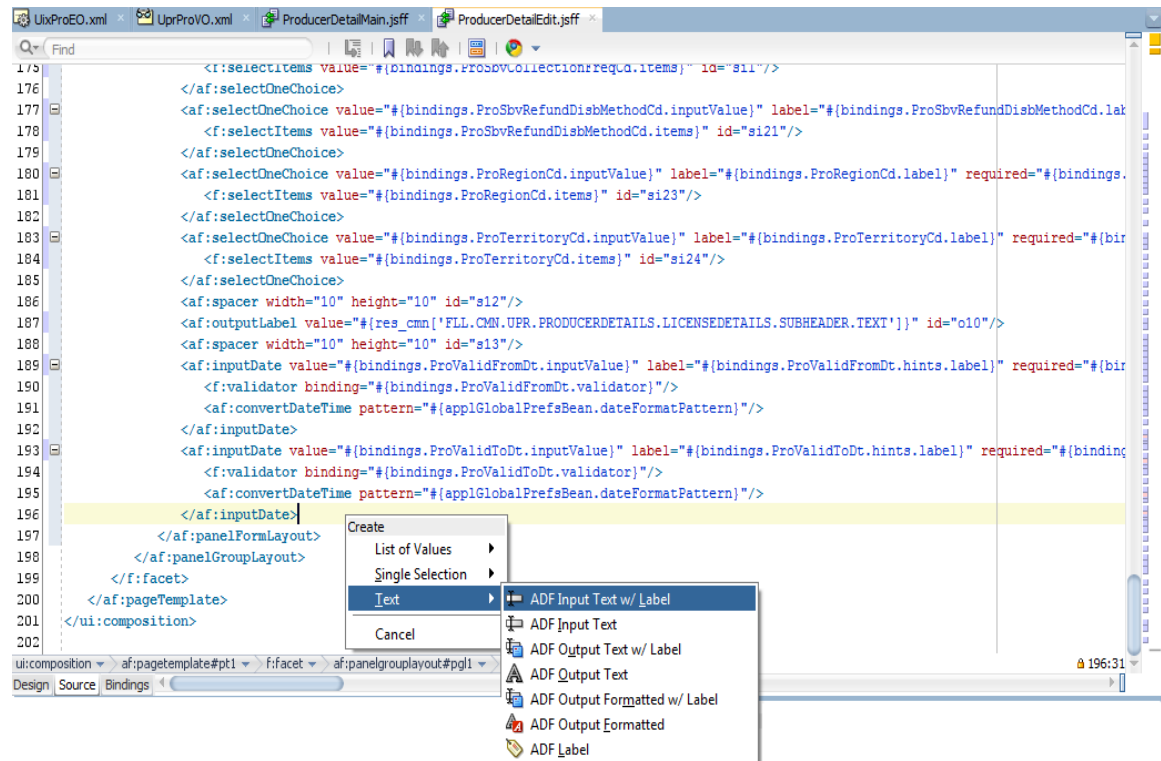 UixProEO.xml UprProVO.xml ProducerDetailMain.jsff ProducerDetailEdit.jsff
Find
175 <f:selectItems value="#{bindings.ProSbvCollectionFreqCd.items}" id="si1"/>
176 </af:selectOneChoice>
177 <af:selectOneChoice value="#{bindings.ProSbvRefundDisbMethodCd.inputValue}" label="#{bindings.ProSbvRefundDisbMethodCd.lab
178 <f:selectItems value="#{bindings.ProSbvRefundDisbMethodCd.items}" id="si21"/>
179 </af:selectOneChoice>
180 <af:selectOneChoice value="#{bindings.ProRegionCd.inputValue}" label="#{bindings.ProRegionCd.label}" required="#{bindings.
181 <f:selectItems value="#{bindings.ProRegionCd.items}" id="si23"/>
182 </af:selectOneChoice>
183 <af:selectOneChoice value="#{bindings.ProTerritoryCd.inputValue}" label="#{bindings.ProTerritoryCd.label}" required="#{bir
184 <f:selectItems value="#{bindings.ProTerritoryCd.items}" id="si24"/>
185 </af:selectOneChoice>
186 <af:spacer width="10" height="10" id="s12"/>
187 <af:outputLabel value="#{res_cmn['FLL.CMN.UPR.PRODUCERDETAILS.LICENSEDETAILS.SUBHEADER.TEXT']}" id="ol0"/>
188 <af:spacer width="10" height="10" id="s13"/>
189 <af:inputDate value="#{bindings.ProValidFromDt.inputValue}" label="#{bindings.ProValidFromDt.hints.label}" required="#{bir
190 <f:validator binding="#{bindings.ProValidFromDt.validator}"/>
191 <af:convertDateTime pattern="#{applGlobalPrefsBean.dateFormatPattern}"/>
192 </af:inputDate>
193 <af:inputDate value="#{bindings.ProValidToDt.inputValue}" label="#{bindings.ProValidToDt.hints.label}" required="#{binding
194 <f:validator binding="#{bindings.ProValidToDt.validator}"/>
195 <af:convertDateTime pattern="#{applGlobalPrefsBean.dateFormatPattern}"/>
196 </af:inputDate>
197 </af:panelFormLayout>
198 </af:panelGroupLayout>
199 </f:facet>
200 </af:pageTemplate>
201 </ui:composition>
202
Create
List of Values
Single Selection
Text
Cancel
ADF Input Text w/ Label
ADF Input Text
ADF Output Text w/ Label
ADF Output Text
ADF Output Formatted w/ Label
ADF Output Formatted
ADF Label
ui:composition af:pagetemplate#pt1 f:facet af:panelgrouplayout#pgl1 196:31
Design Source Bindings